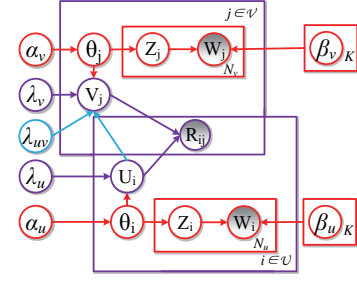 j ∈ 𝒱
α_v θ_j Z_j W_j β_v K
N_v
λ_v V_j
λ_uv R_ij
λ_u U_i
α_u θ_i Z_i W_i β_u K
N_u
i ∈ 𝒰